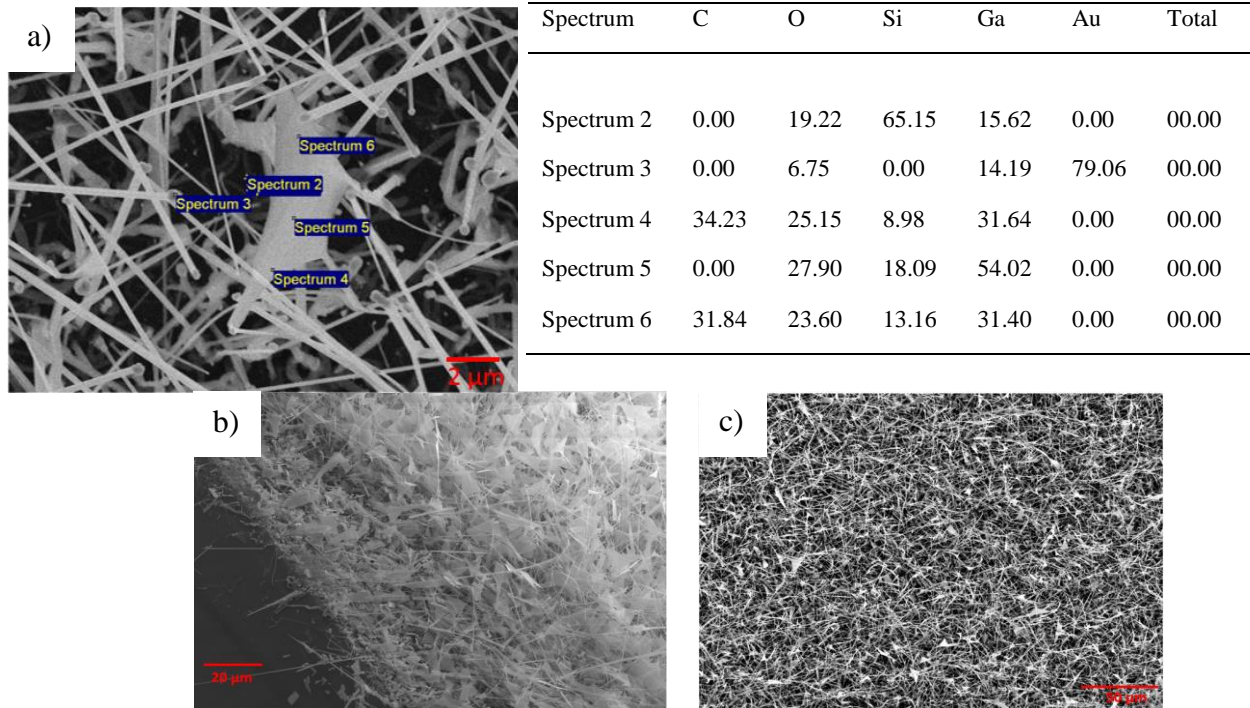 a)
Spectrum 6
Spectrum 2
Spectrum 3
Spectrum 5
Spectrum 4
2 µm
Spectrum C O Si Ga Au Total
Spectrum 2 0.00 19.22 65.15 15.62 0.00 00.00
Spectrum 3 0.00 6.75 0.00 14.19 79.06 00.00
Spectrum 4 34.23 25.15 8.98 31.64 0.00 00.00
Spectrum 5 0.00 27.90 18.09 54.02 0.00 00.00
Spectrum 6 31.84 23.60 13.16 31.40 0.00 00.00
b)
20 µm
c)
µm